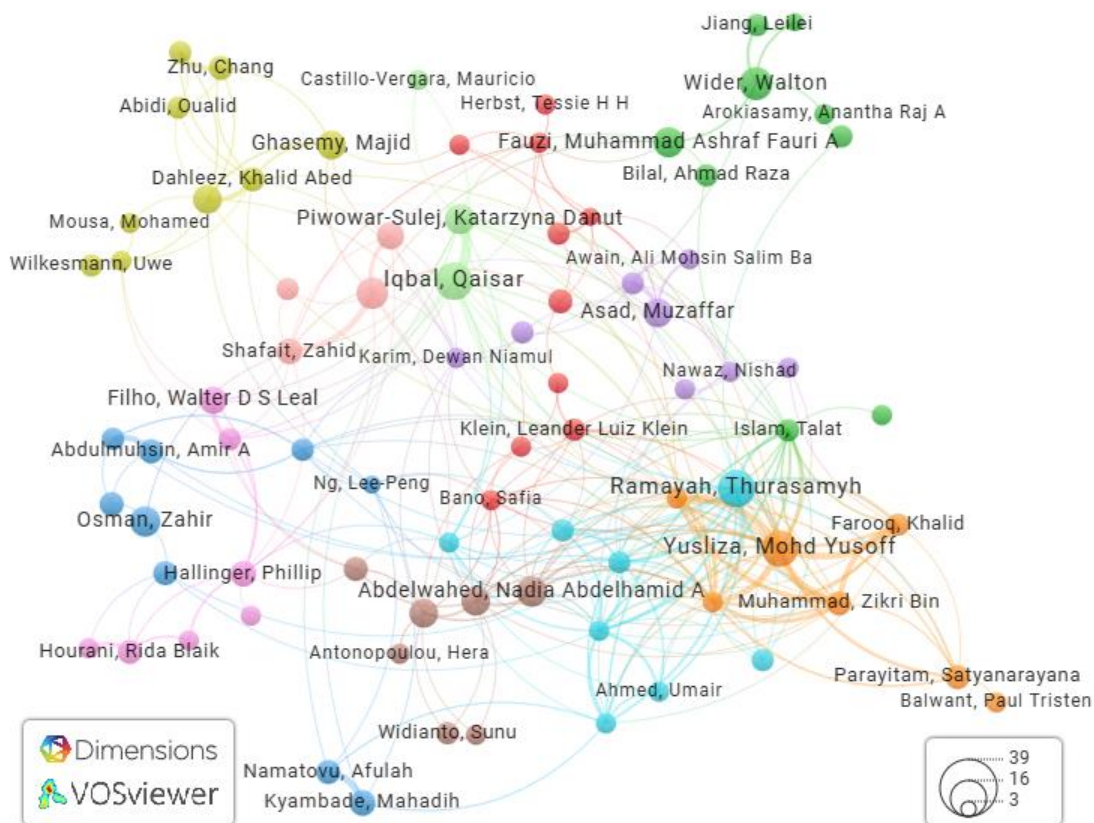 Jiang, Leilei
Zhu, Chang
Castillo-Vergara, Mauricio
Wider, Walton
Abidi, Oualid
Herbst, Tessie H H
Arokiasamy, Anantha Raj A
Ghasemy, Majid
Fauzi, Muhammad Ashraf Fauri A
Dahleez, Khalid Abed
Bilal, Ahmad Raza
Mousa, Mohamed
Piwowar-Sulej, Katarzyna Danut
Wilkesmann, Uwe
Awain, Ali Mohsin Salim Ba
Iqbal, Qaisar
Asad, Muzaffar
Shafait, Zahid
Karim, Dewan Niamul
Nawaz, Nishad
Filho, Walter D S Leal
Klein, Leander Luiz Klein
Islam, Talat
Abdulmuhsin, Amir A
Ng, Lee-Peng
Bano, Safia
Ramayah, Thurasamyh
Osman, Zahir
Farooq, Khalid
Yusliza, Mohd Yusoff
Hallinger, Phillip
Abdelwahed, Nadia Abdelhamid A
Muhammad, Zikri Bin
Hourani, Rida Blaik
Antonopoulou, Hera
Parayitam, Satyanarayana
Ahmed, Umair
Balwant, Paul Tristen
Widianto, Sunu
Dimensions
Namatovu, Afulah
VOSviewer
Kyambade, Mahadih
39
16
3